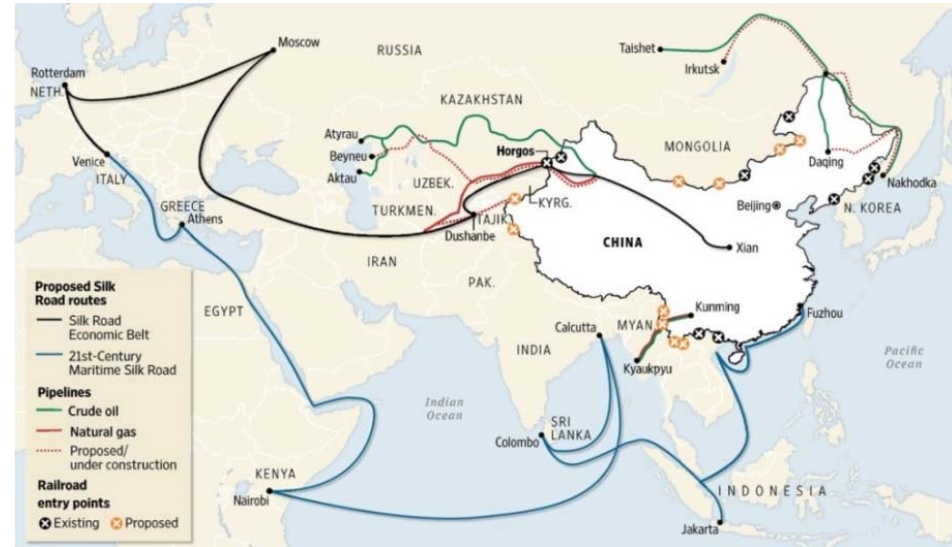 Moscow
RUSSIA
Taishet
Irkutsk
Rotterdam
NETH.
KAZAKHSTAN
Atyrau
Beyneu
Aktau
Horgos
MONGOLIA
Daqing
Nakhodka
Venice
ITALY
UZBEK.
GREECE
Athens
TURKMEN.
TAJIK.
KYRG.
Beijing
N. KOREA
Dushanbe
CHINA
Xian
IRAN
PAK.
EGYPT
Calcutta
MYAN.
Kunming
Fuzhou
INDIA
Kyaukpyu
Pacific
Ocean
Indian
Ocean
SRI
LANKA
Colombo
KENYA
Nairobi
INDONESIA
Jakarta
Proposed Silk
Road routes
Silk Road
Economic Belt
21st-Century
Maritime Silk Road
Pipelines
Crude oil
Natural gas
Proposed/
under construction
Railroad
entry points
Existing
Proposed